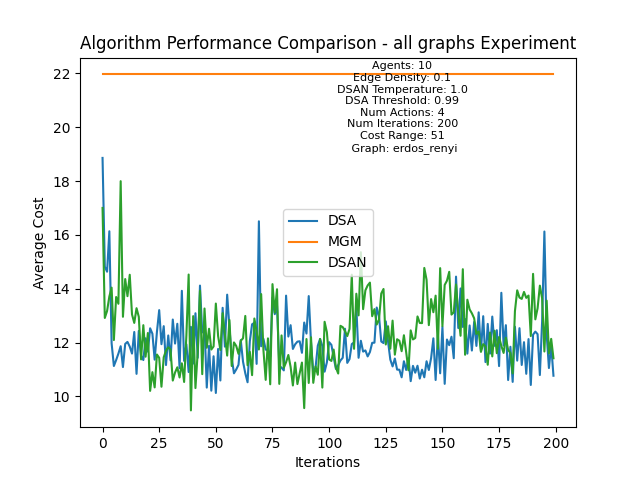 Algorithm Performance Comparison - all graphs Experiment
Agents: 10
Edge Density: 0.1
DSAN Temperature: 1.0
DSA Threshold: 0.99
Num Actions: 4
Num Iterations: 200
Cost Range: 51
Graph: erdos_renyi
22
20
18
16
14
12
10
Average Cost
DSA
MGM
DSAN
0 25 50 75 100 125 150 175 200
Iterations